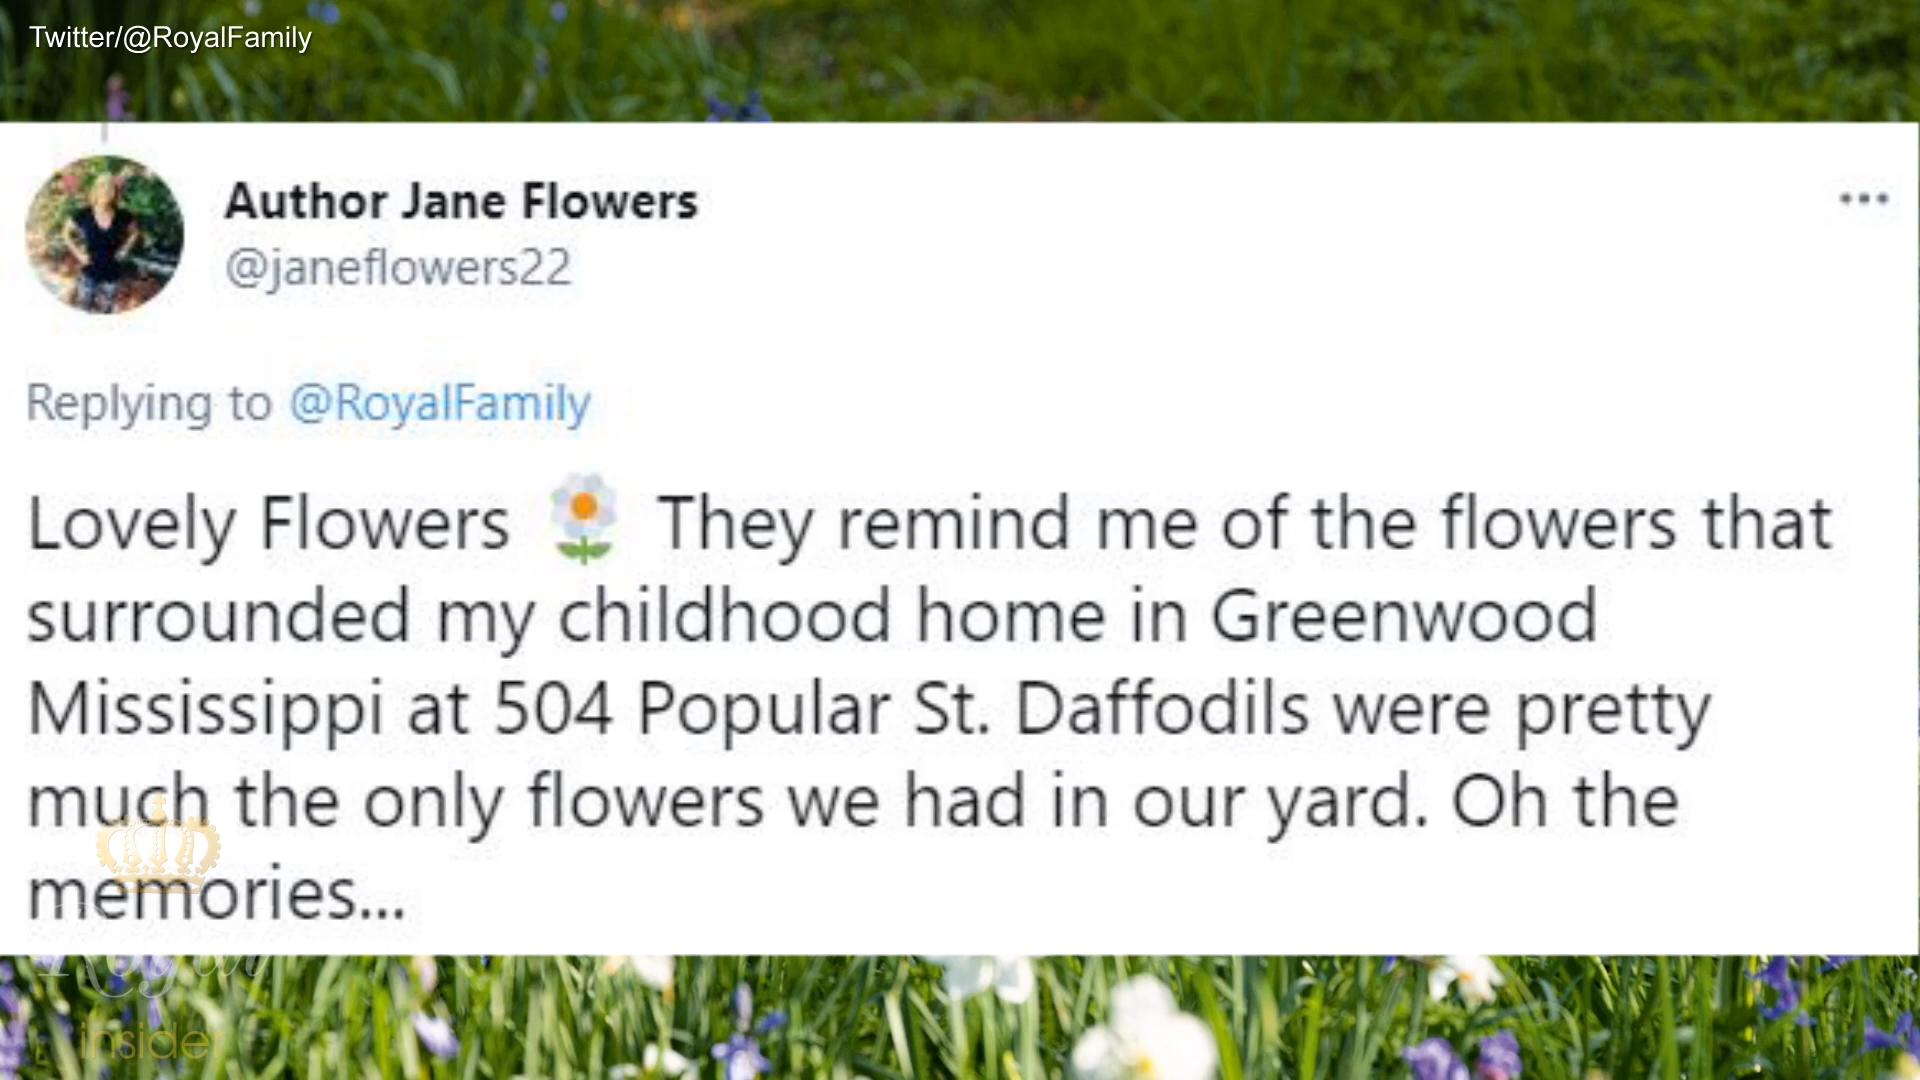 Twitter/@RoyalFamily
Author Jane Flowers
@janeflowers22
Replying to @RoyalFamily
Lovely Flowers 🌼 They remind me of the flowers that
surrounded my childhood home in Greenwood
Mississippi at 504 Popular St. Daffodils were pretty
much the only flowers we had in our yard. Oh the
memories...
Royal
insider